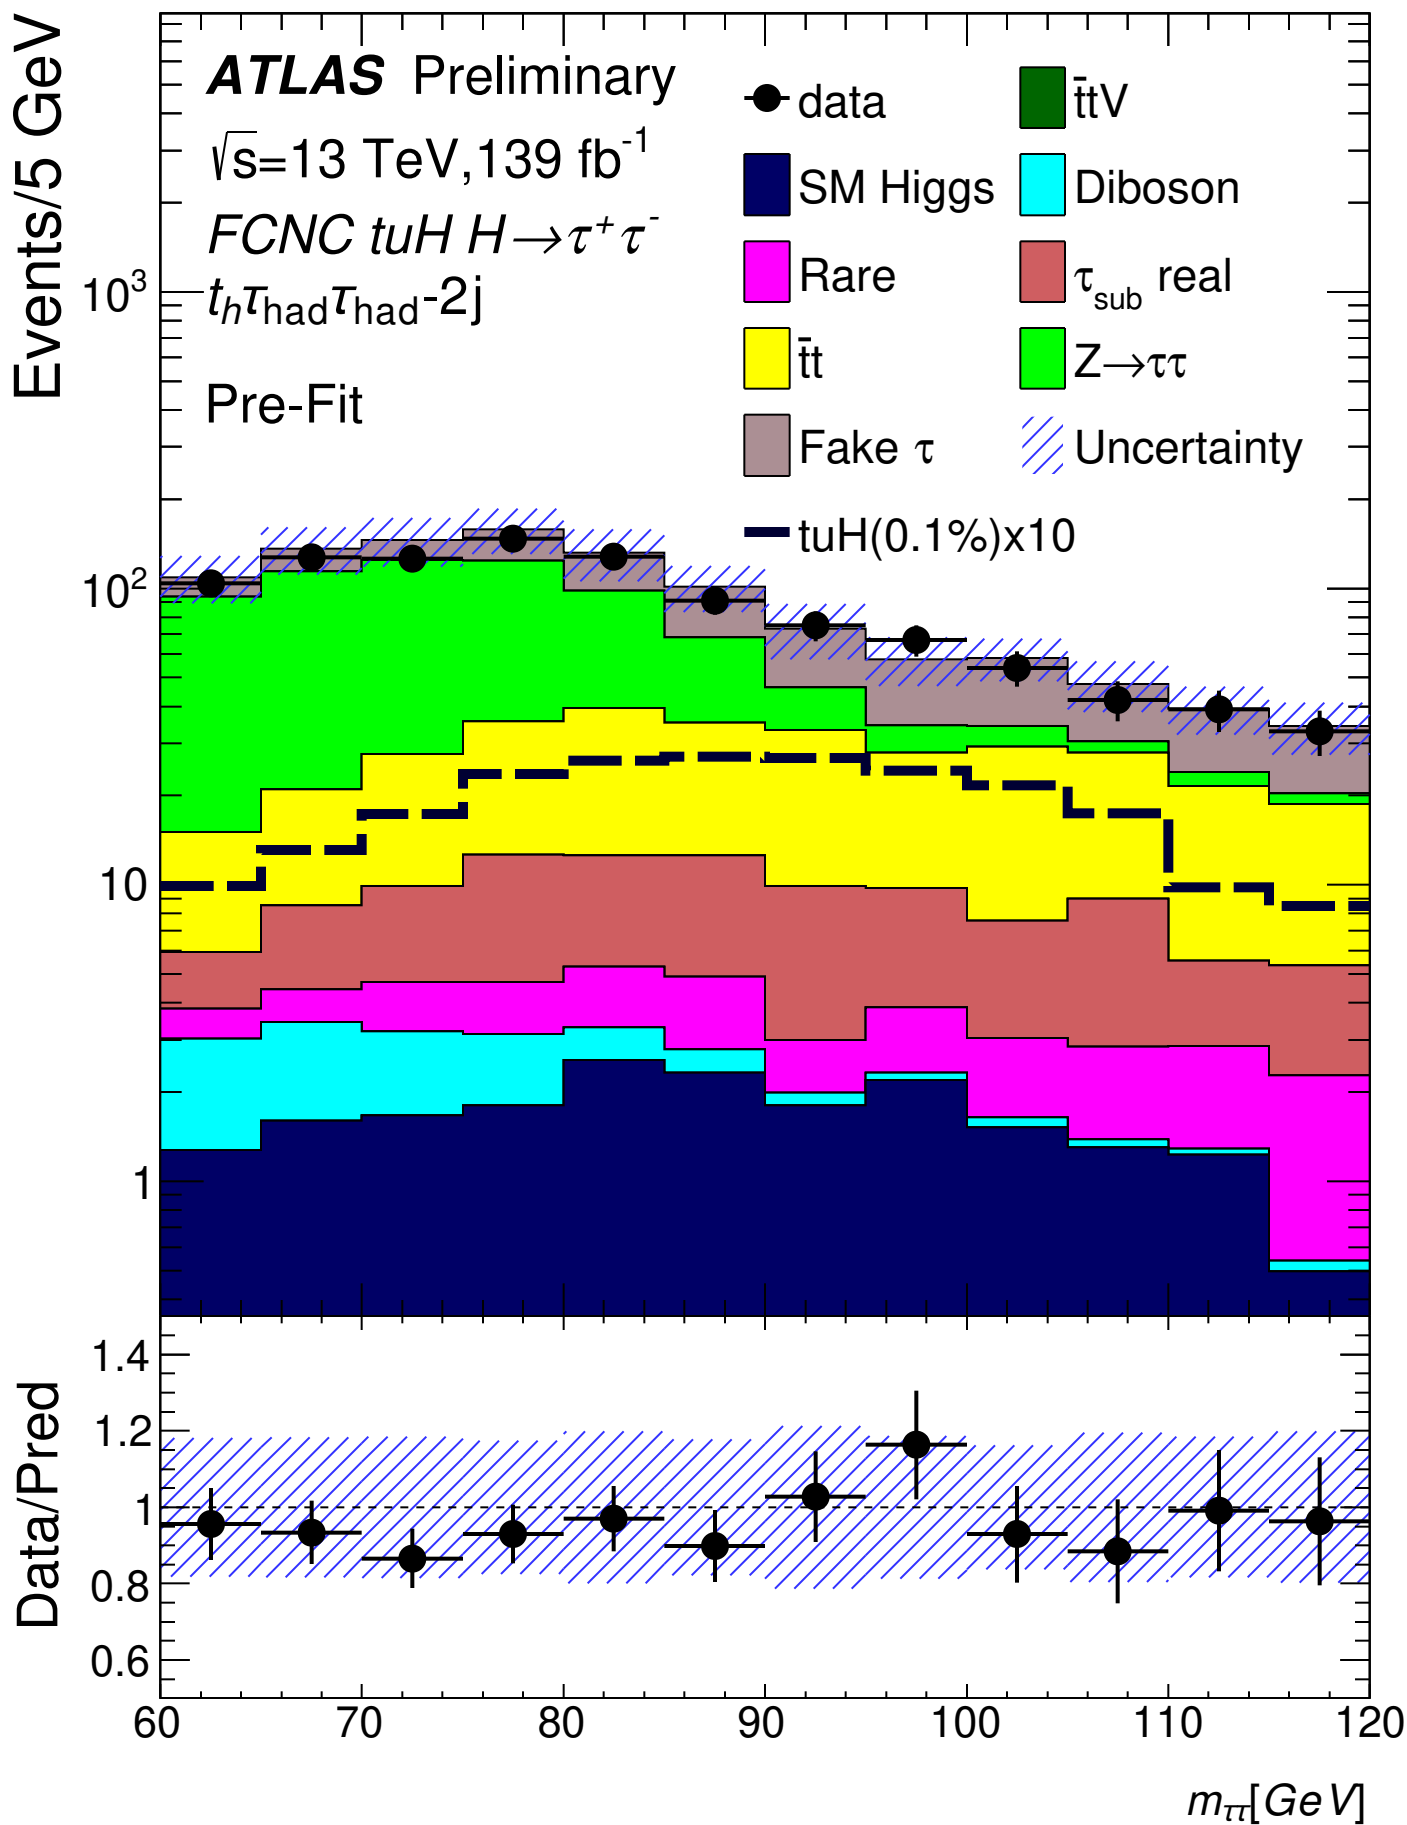 Events/5 GeV
ATLAS Preliminary
√s=13 TeV,139 fb⁻¹
FCNC tuH H→τ⁺τ⁻
tₕτhadτhad-2j
Pre-Fit
data
t̄tV
SM Higgs
Diboson
Rare
τsub real
t̄t
Z→ττ
Fake τ
Uncertainty
tuH(0.1%)x10
10³
10²
10
1
Data/Pred
1.4
1.2
1
0.8
0.6
60 70 80 90 100 110 120
mττ[GeV]